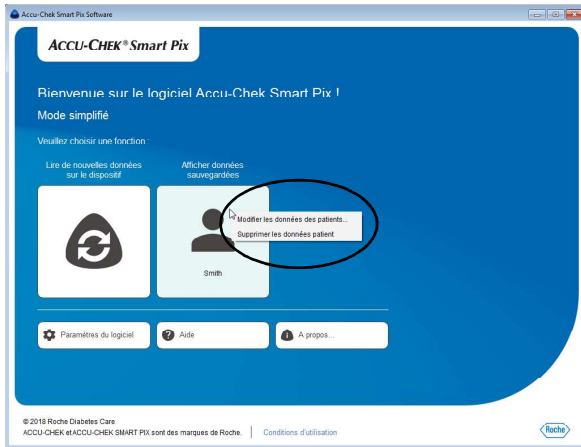 Accu-Chek Smart Pix Software
ACCU-CHEK® Smart Pix
Bienvenue sur le logiciel Accu-Chek Smart Pix !
Mode simplifié
Veuillez choisir une fonction :
Lire de nouvelles données
sur le dispositif
Afficher données
sauvegardées
Modifier les données des patients...
Supprimer les données patient
Smith
Paramètres du logiciel
Aide
A propos...
© 2018 Roche Diabetes Care
ACCU-CHEK et ACCU-CHEK SMART PIX sont des marques de Roche.
Conditions d'utilisation
Roche